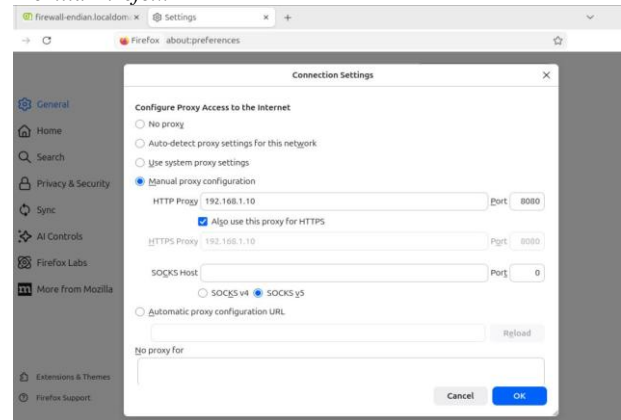 firewall-endian.localdom
Settings
Firefox about:preferences
Connection Settings
General
Home
Search
Privacy & Security
Sync
AI Controls
Firefox Labs
More from Mozilla
Extensions & Themes
Firefox Support
Configure Proxy Access to the Internet
No proxy
Auto-detect proxy settings for this network
Use system proxy settings
Manual proxy configuration
HTTP Proxy 192.168.1.10 Port 8080
Also use this proxy for HTTPS
HTTPS Proxy 192.168.1.10 Port 8080
SOCKS Host Port 0
SOCKS v4 SOCKS v5
Automatic proxy configuration URL
Reload
No proxy for
Cancel OK